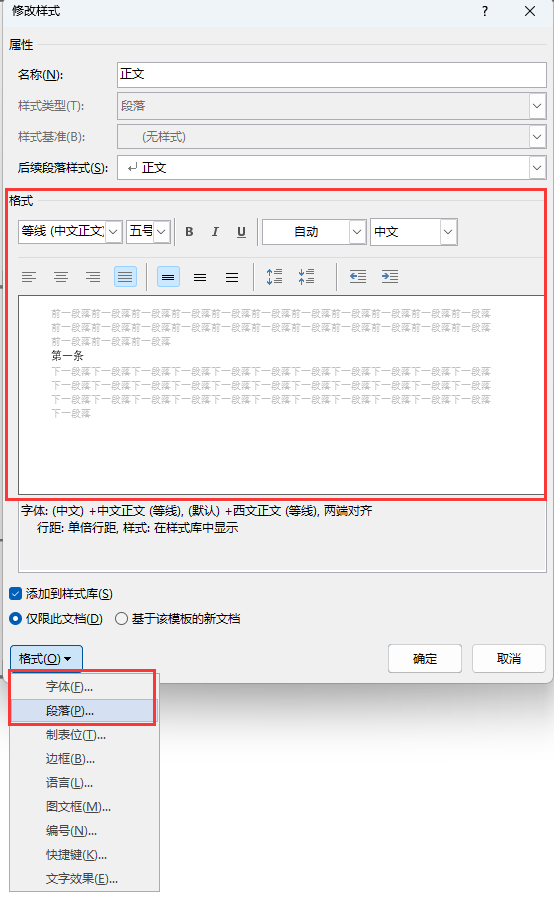 修改样式 ?
属性
名称(N): 正文
样式类型(T): 段落
样式基准(B): (无样式)
后续段落样式(S): 正文
格式
等线 (中文正文) 五号 B I U 自动 中文
前一段落前一段落前一段落前一段落前一段落前一段落前一段落前一段落前一段落前一段落前一段落
前一段落前一段落前一段落前一段落前一段落前一段落前一段落前一段落前一段落前一段落前一段落
前一段落前一段落前一段落
第一条
下一段落下一段落下一段落下一段落下一段落下一段落下一段落下一段落下一段落下一段落下一段落
下一段落下一段落下一段落下一段落下一段落下一段落下一段落下一段落下一段落下一段落下一段落
下一段落下一段落下一段落下一段落下一段落下一段落下一段落下一段落下一段落下一段落下一段落
下一段落
字体: (中文) +中文正文 (等线), (默认) +西文正文 (等线), 两端对齐
行距: 单倍行距, 样式: 在样式库中显示
添加到样式库(S)
仅限此文档(D) 基于该模板的新文档
格式(O) 确定 取消
字体(F)...
段落(P)...
制表位(T)...
边框(B)...
语言(L)...
图文框(M)...
编号(N)...
快捷键(K)...
文字效果(E)...